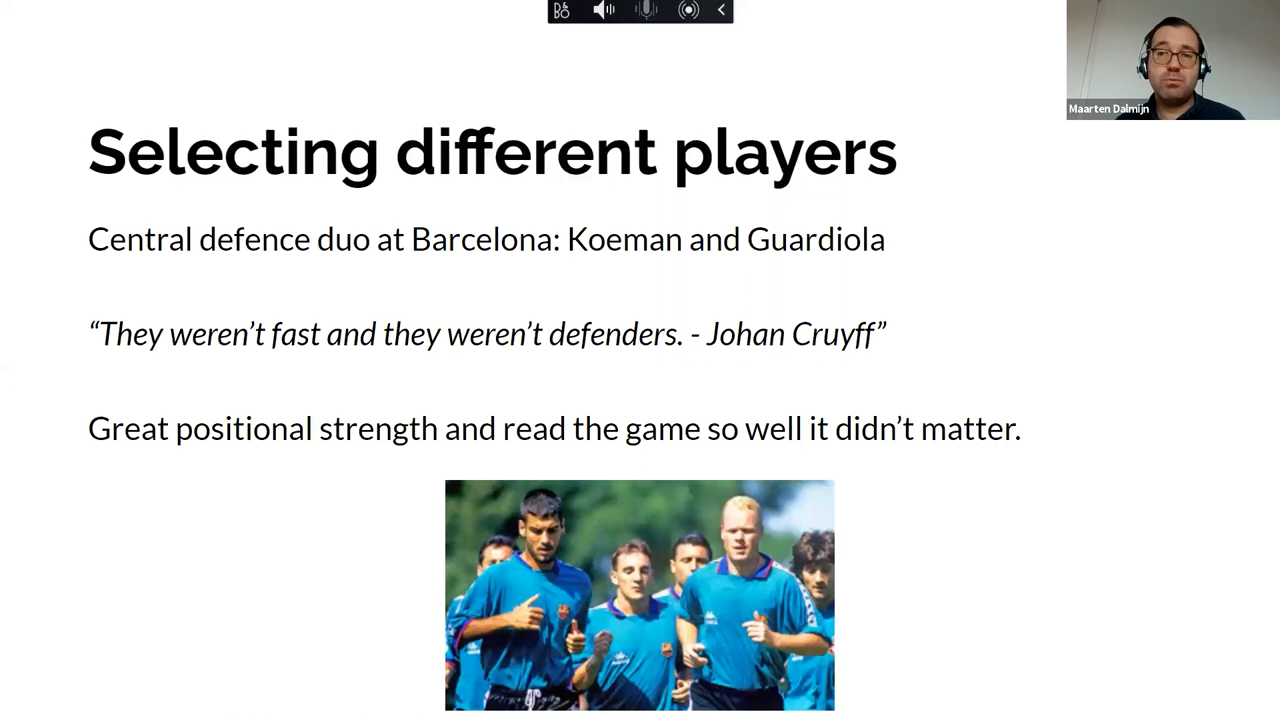 B&O
Maarten Dalmijn
Selecting different players
Central defence duo at Barcelona: Koeman and Guardiola
“They weren’t fast and they weren’t defenders. - Johan Cruyff”
Great positional strength and read the game so well it didn’t matter.